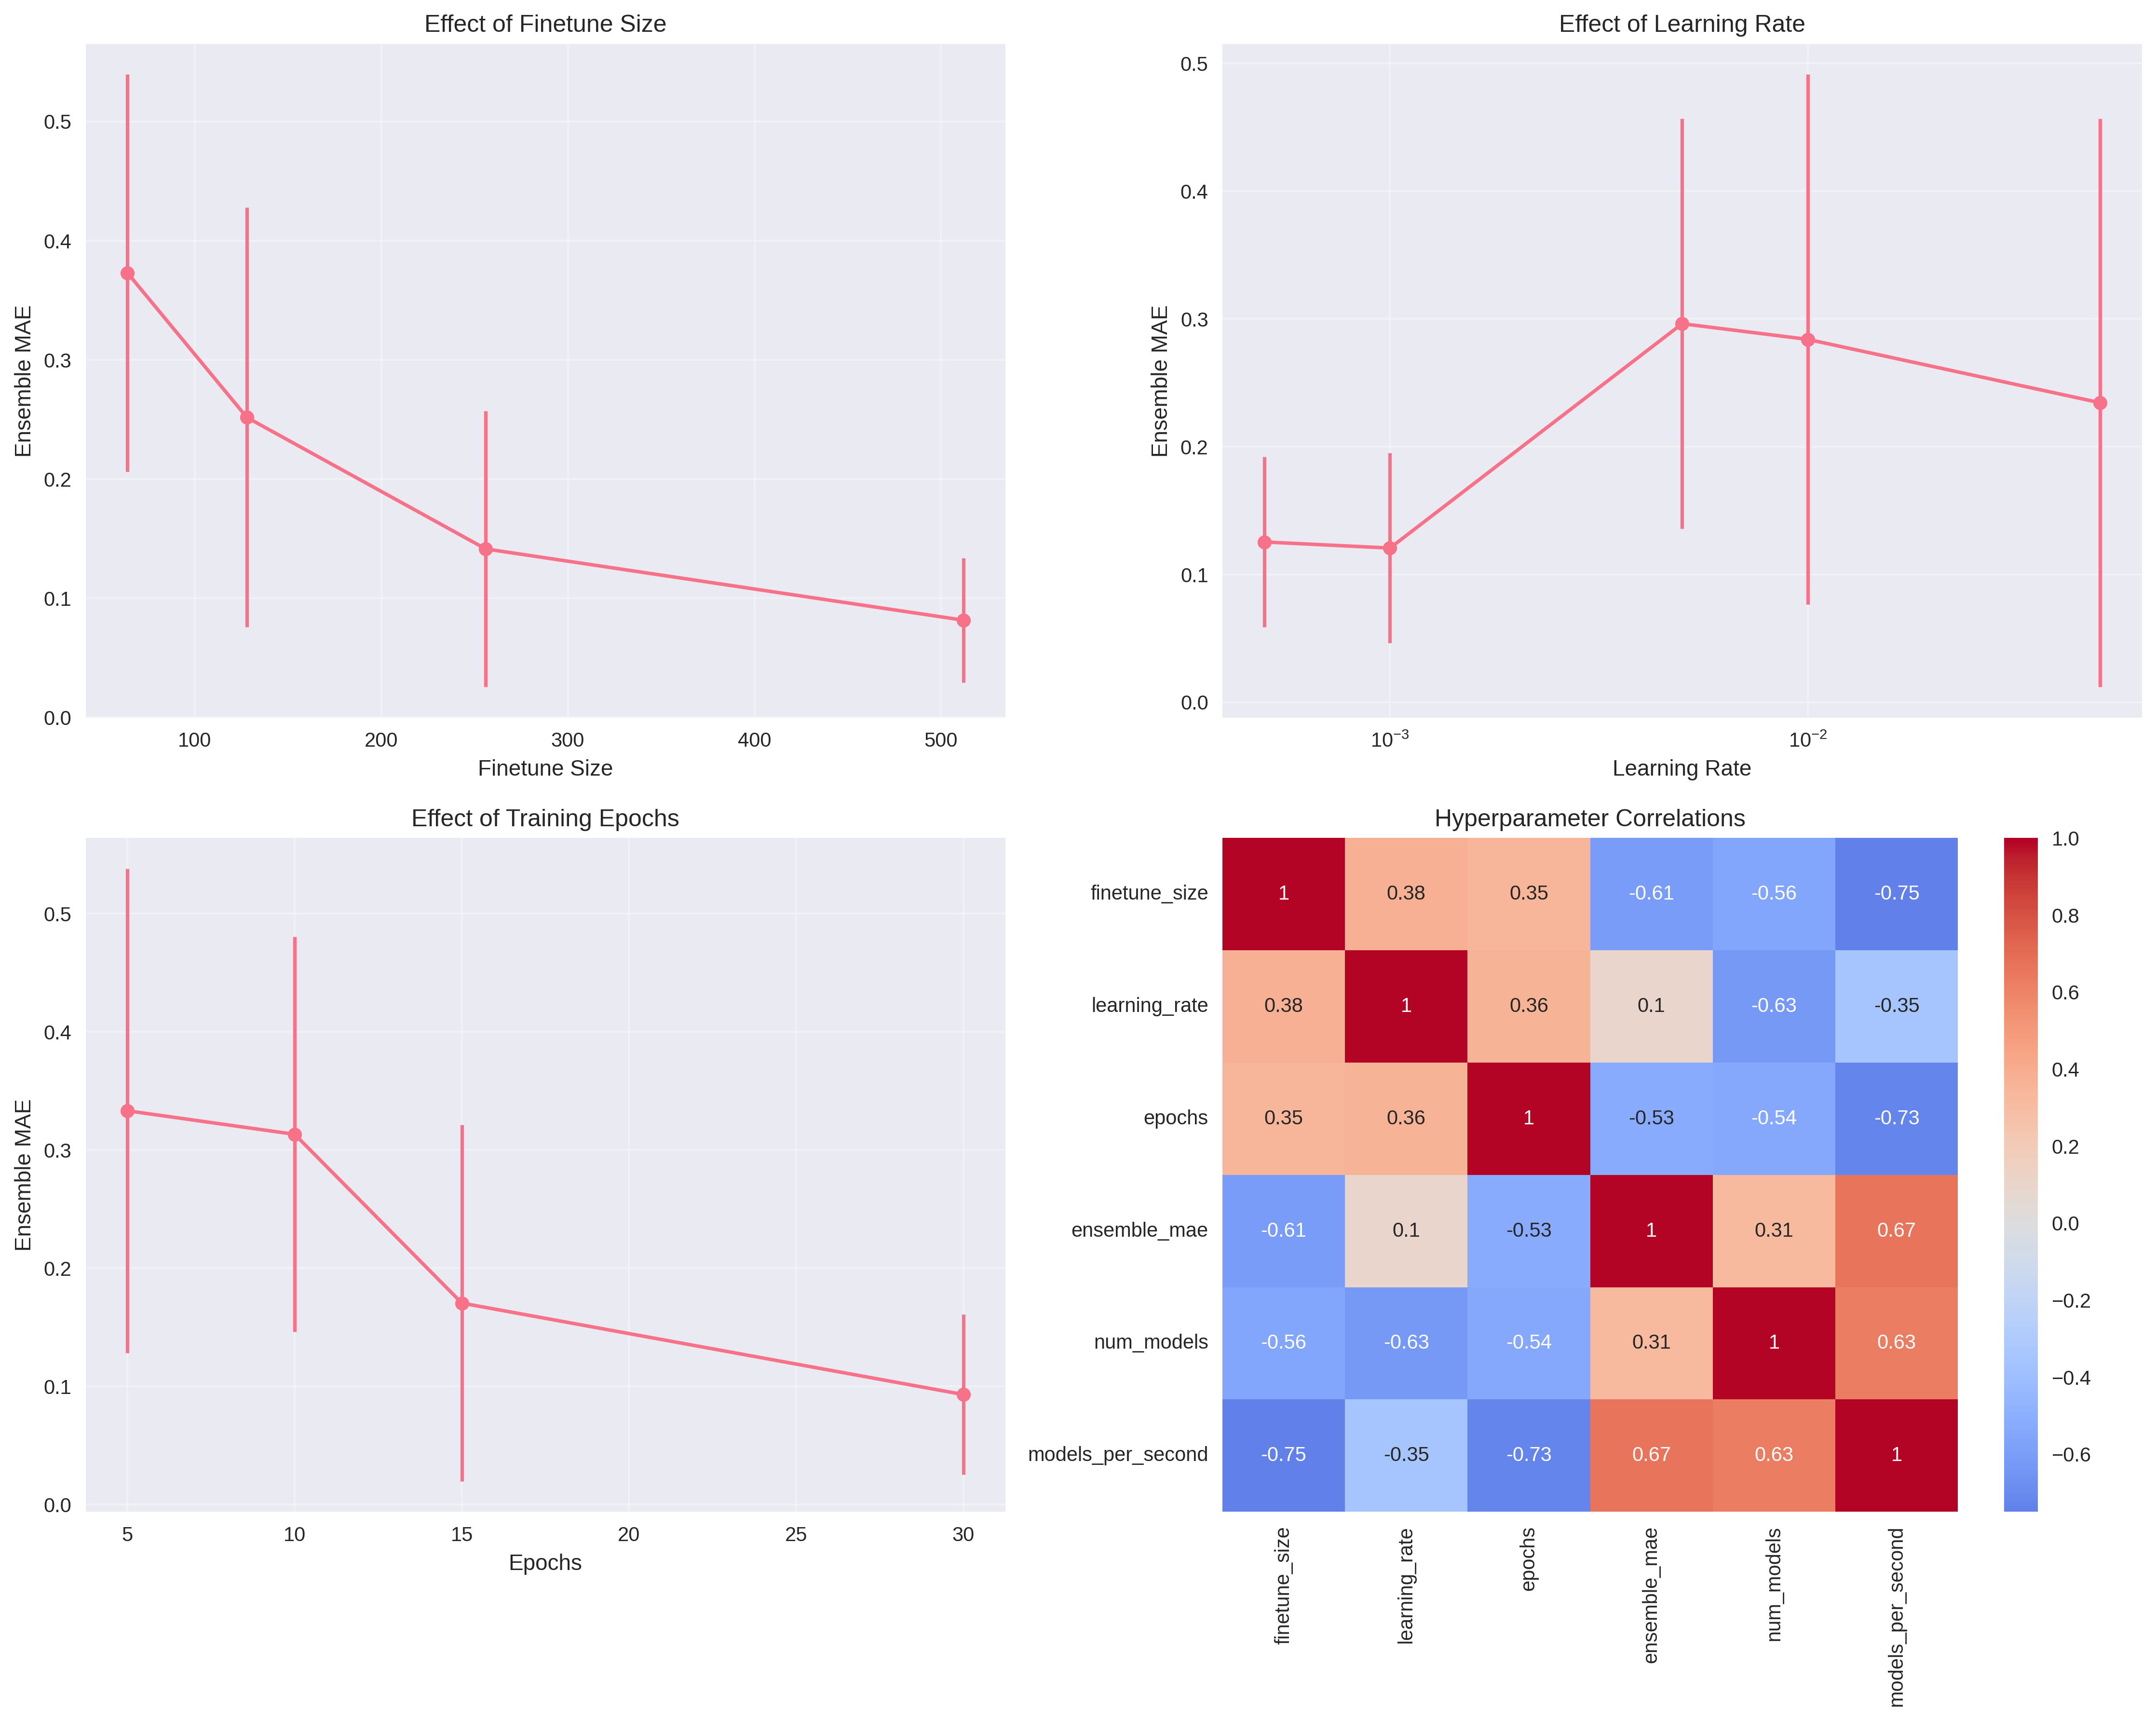 Effect of Finetune Size
Ensemble MAE
0.5
0.4
0.3
0.2
0.1
0.0
100 200 300 400 500
Finetune Size
Effect of Learning Rate
Ensemble MAE
0.5
0.4
0.3
0.2
0.1
0.0
10⁻³ 10⁻²
Learning Rate
Effect of Training Epochs
Ensemble MAE
0.5
0.4
0.3
0.2
0.1
0.0
5 10 15 20 25 30
Epochs
Hyperparameter Correlations
finetune_size 1 0.38 0.35 -0.61 -0.56 -0.75
learning_rate 0.38 1 0.36 0.1 -0.63 -0.35
epochs 0.35 0.36 1 -0.53 -0.54 -0.73
ensemble_mae -0.61 0.1 -0.53 1 0.31 0.67
num_models -0.56 -0.63 -0.54 0.31 1 0.63
models_per_second -0.75 -0.35 -0.73 0.67 0.63 1
finetune_size
learning_rate
epochs
ensemble_mae
num_models
models_per_second
1.0
0.8
0.6
0.4
0.2
0.0
−0.2
−0.4
−0.6